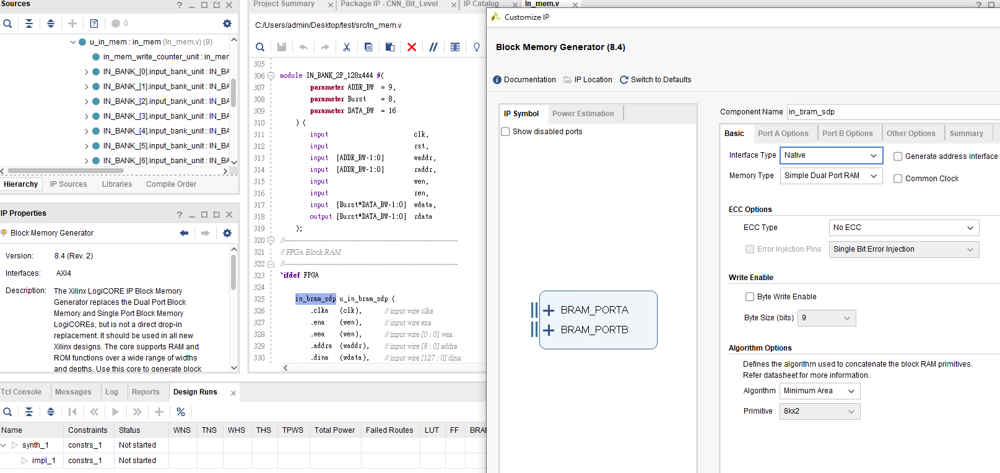 Sources
0
u_in_mem : in_mem (In_mem.v) (9)
in_mem_write_counter_unit : in_mer
IN_BANK_[0].input_bank_unit : IN_BA
IN_BANK_[1].input_bank_unit : IN_BA
IN_BANK_[2].input_bank_unit : IN_BA
IN_BANK_[3].input_bank_unit : IN_BA
IN_BANK_[4].input_bank_unit : IN_BA
IN_BANK_[5].input_bank_unit : IN_BA
IN_BANK_[6].input_bank_unit : IN_BA
Hierarchy IP Sources Libraries Compile Order
IP Properties
Block Memory Generator
Version: 8.4 (Rev. 2)
Interfaces: AXI4
Description: The Xilinx LogiCORE IP Block Memory
Generator replaces the Dual Port Block
Memory and Single Port Block Memory
LogiCOREs, but is not a direct drop-in
replacement. It should be used in all new
Xilinx designs. The core supports RAM and
ROM functions over a wide range of widths
and depths. Use this core to generate block
Project Summary Package IP - CNN_Bit_Level IP Catalog In_mem.v
C:/Users/admin/Desktop/test/src/In_mem.v
305
306 module IN_BANK_2P_128x444 #(
307 parameter ADDR_BW = 9,
308 parameter Burst = 8,
309 parameter DATA_BW = 16
310 ) (
311 input clk,
312 input rst,
313 input [ADDR_BW-1:0] waddr,
314 input [ADDR_BW-1:0] raddr,
315 input wen,
316 input ren,
317 input [Burst*DATA_BW-1:0] wdata,
318 output [Burst*DATA_BW-1:0] rdata
319 );
320 //--------------------------------------------------------------------
321 // FPGA Block RAM
322 //--------------------------------------------------------------------
323 `ifdef FPGA
324
325 in_bram_sdp u_in_bram_sdp (
326 .clka (clk), // input wire clka
327 .ena (wen), // input wire ena
328 .wea (wen), // input wire [0 : 0] wea
329 .addra (waddr), // input wire [8 : 0] addra
330 .dina (wdata), // input wire [127 : 0] dina
Tcl Console Messages Log Reports Design Runs
Name Constraints Status WNS TNS WHS THS TPWS Total Power Failed Routes LUT FF BRAM
synth_1 constrs_1 Not started
impl_1 constrs_1 Not started
Customize IP
Block Memory Generator (8.4)
Documentation IP Location Switch to Defaults
IP Symbol Power Estimation
Show disabled ports
BRAM_PORTA
BRAM_PORTB
Component Name in_bram_sdp
Basic Port A Options Port B Options Other Options Summary
Interface Type Native Generate address interface
Memory Type Simple Dual Port RAM Common Clock
ECC Options
ECC Type No ECC
Error Injection Pins Single Bit Error Injection
Write Enable
Byte Write Enable
Byte Size (bits) 9
Algorithm Options
Defines the algorithm used to concatenate the block RAM primitives.
Refer datasheet for more information.
Algorithm Minimum Area
Primitive 8kx2